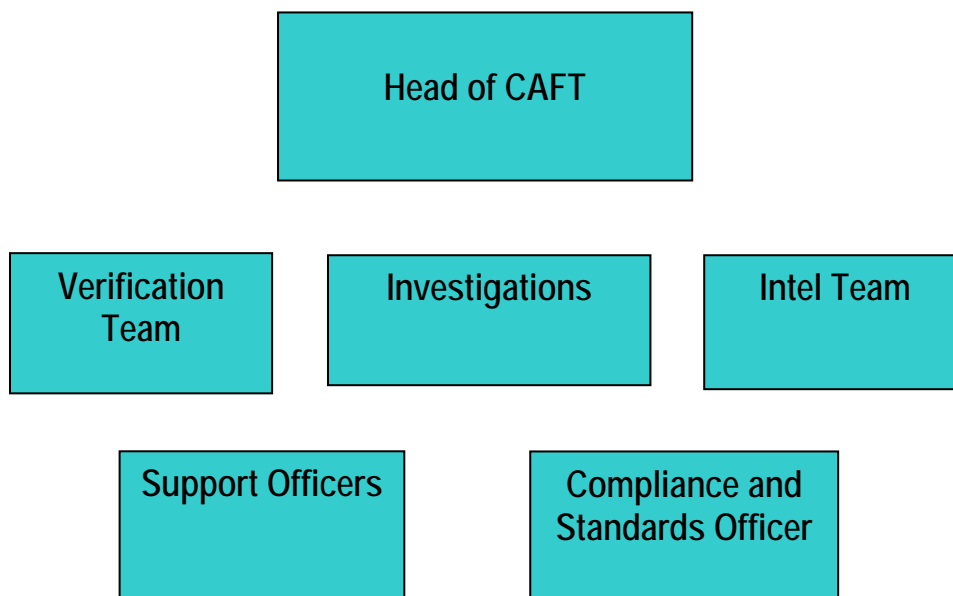 Head of CAFT
Verification
Team
Investigations
Intel Team
Support Officers
Compliance and
Standards Officer